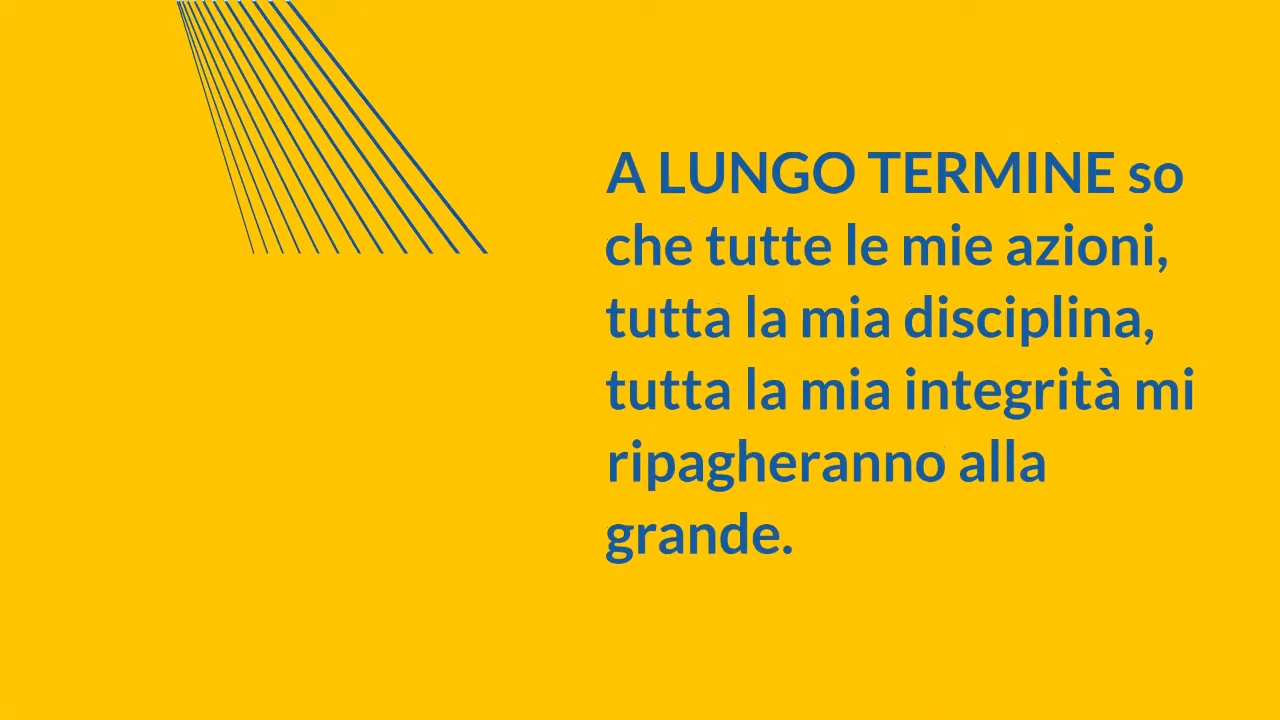 A LUNGO TERMINE so
che tutte le mie azioni,
tutta la mia disciplina,
tutta la mia integrità mi
ripagheranno alla
grande.